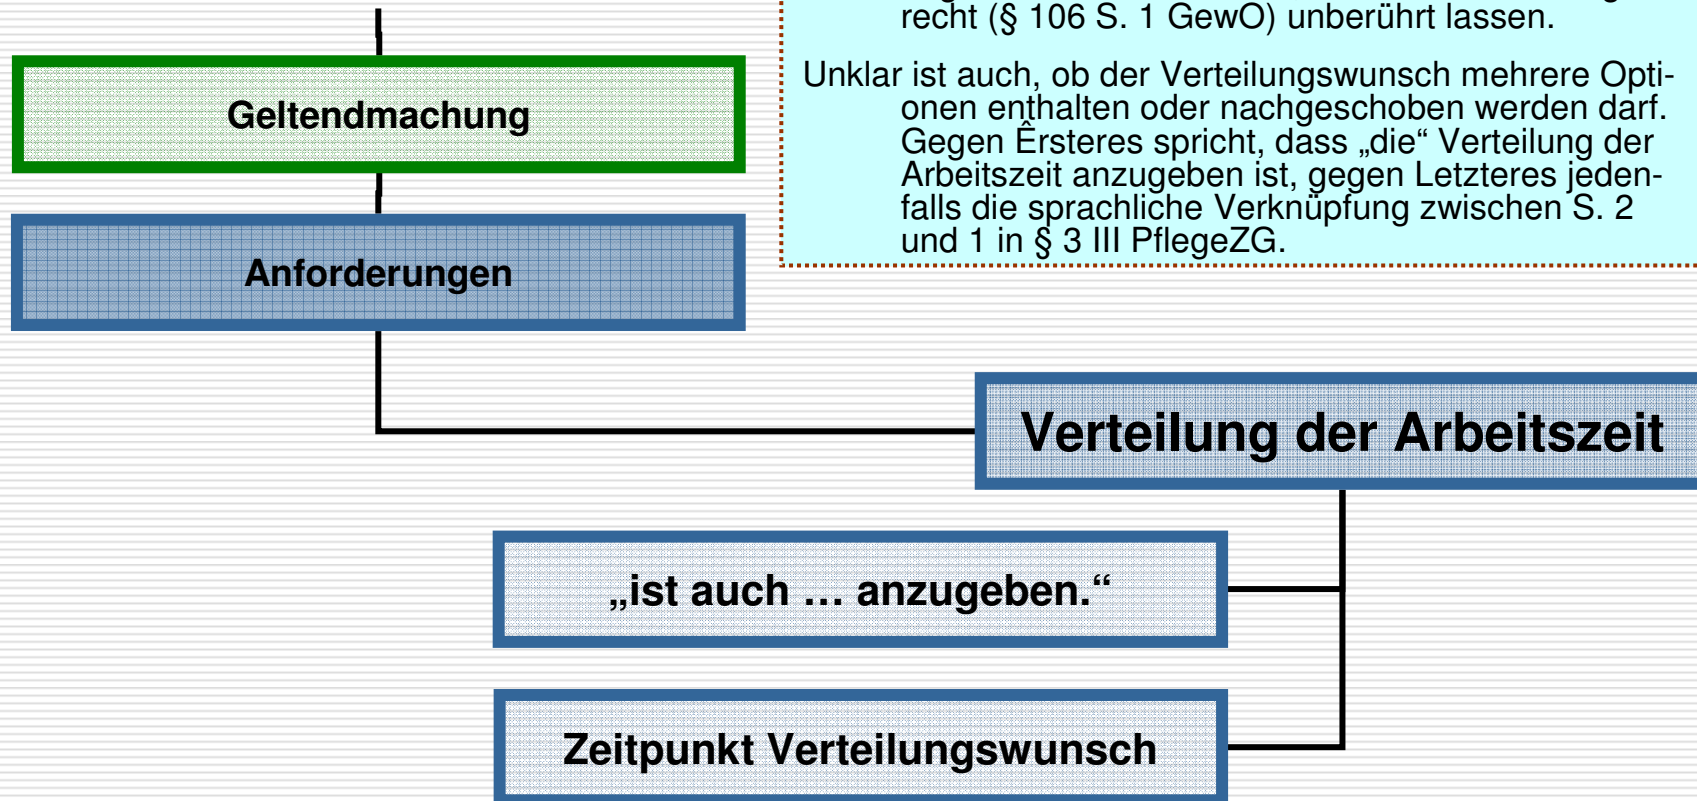 recht (§ 106 S. 1 GewO) unberührt lassen.
Unklar ist auch, ob der Verteilungswunsch mehrere Opti-
onen enthalten oder nachgeschoben werden darf.
Gegen Êrsteres spricht, dass „die“ Verteilung der
Arbeitszeit anzugeben ist, gegen Letzteres jeden-
falls die sprachliche Verknüpfung zwischen S. 2
und 1 in § 3 III PflegeZG.
Geltendmachung
Anforderungen
Verteilung der Arbeitszeit
„ist auch … anzugeben.“
Zeitpunkt Verteilungswunsch